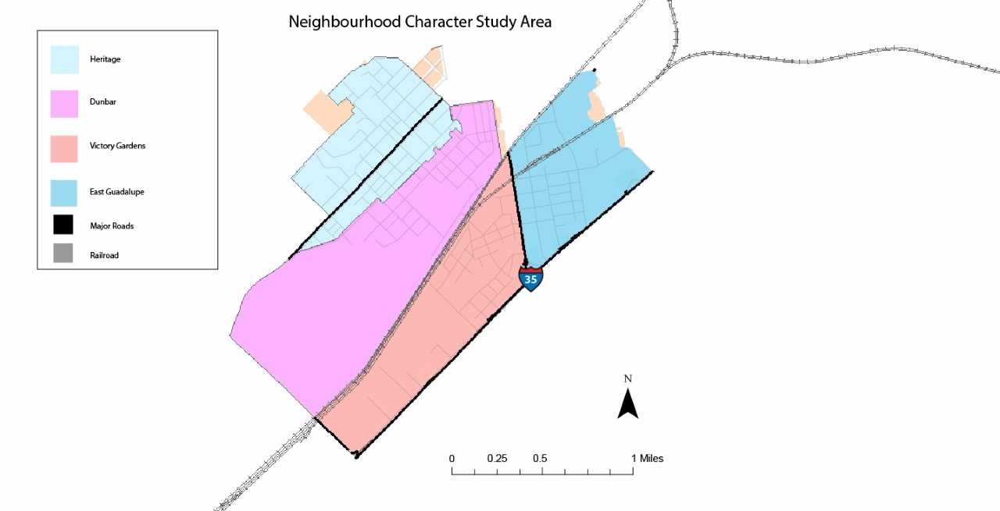 Neighbourhood Character Study Area
Heritage
Dunbar
Victory Gardens
East Guadalupe
Major Roads
Railroad
35
N
0 0.25 0.5 1 Miles